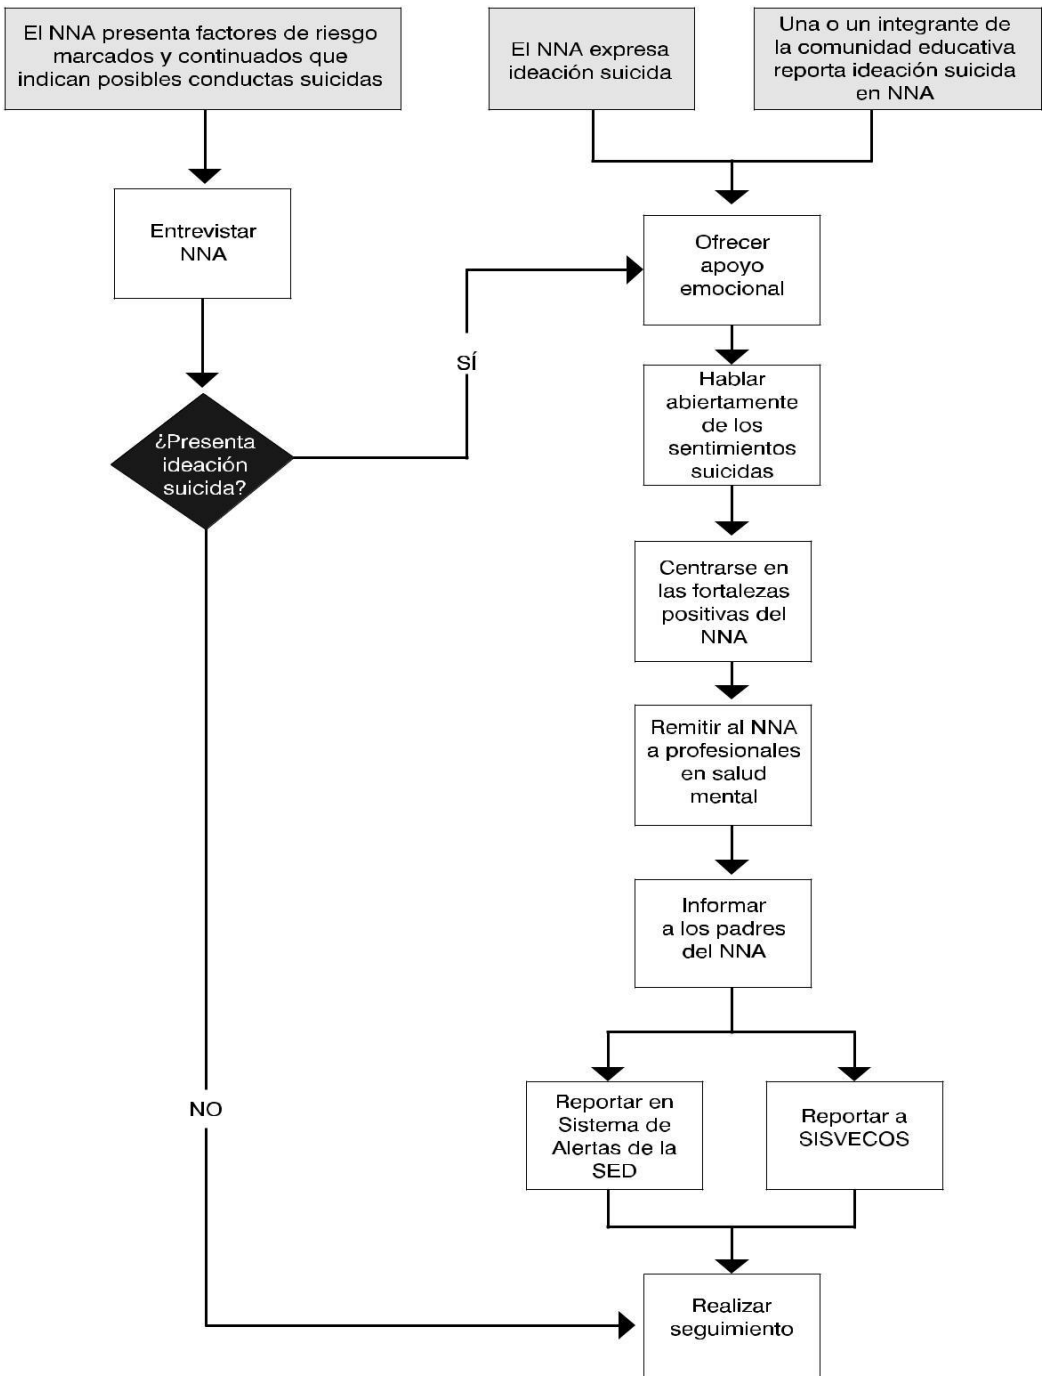 El NNA presenta factores de riesgo
marcados y continuados que
indican posibles conductas suicidas
El NNA expresa
ideación suicida
Una o un integrante de
la comunidad educativa
reporta ideación suicida
en NNA
Entrevistar
NNA
Ofrecer
apoyo
emocional
SÍ
Hablar
abiertamente
de los
sentimientos
suicidas
¿Presenta
ideación
suicida?
Centrarse en
las fortalezas
positivas del
NNA
Remitir al NNA
a profesionales
en salud
mental
Informar
a los padres
del NNA
NO
Reportar en
Sistema de
Alertas de la
SED
Reportar a
SISVECOS
Realizar
seguimiento